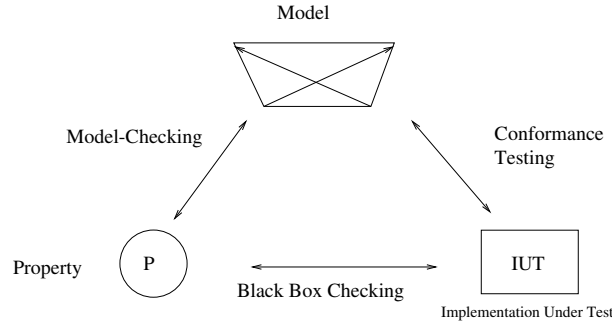 Model
Model-Checking
Conformance
Testing
Property
P
IUT
Black Box Checking
Implementation Under Test